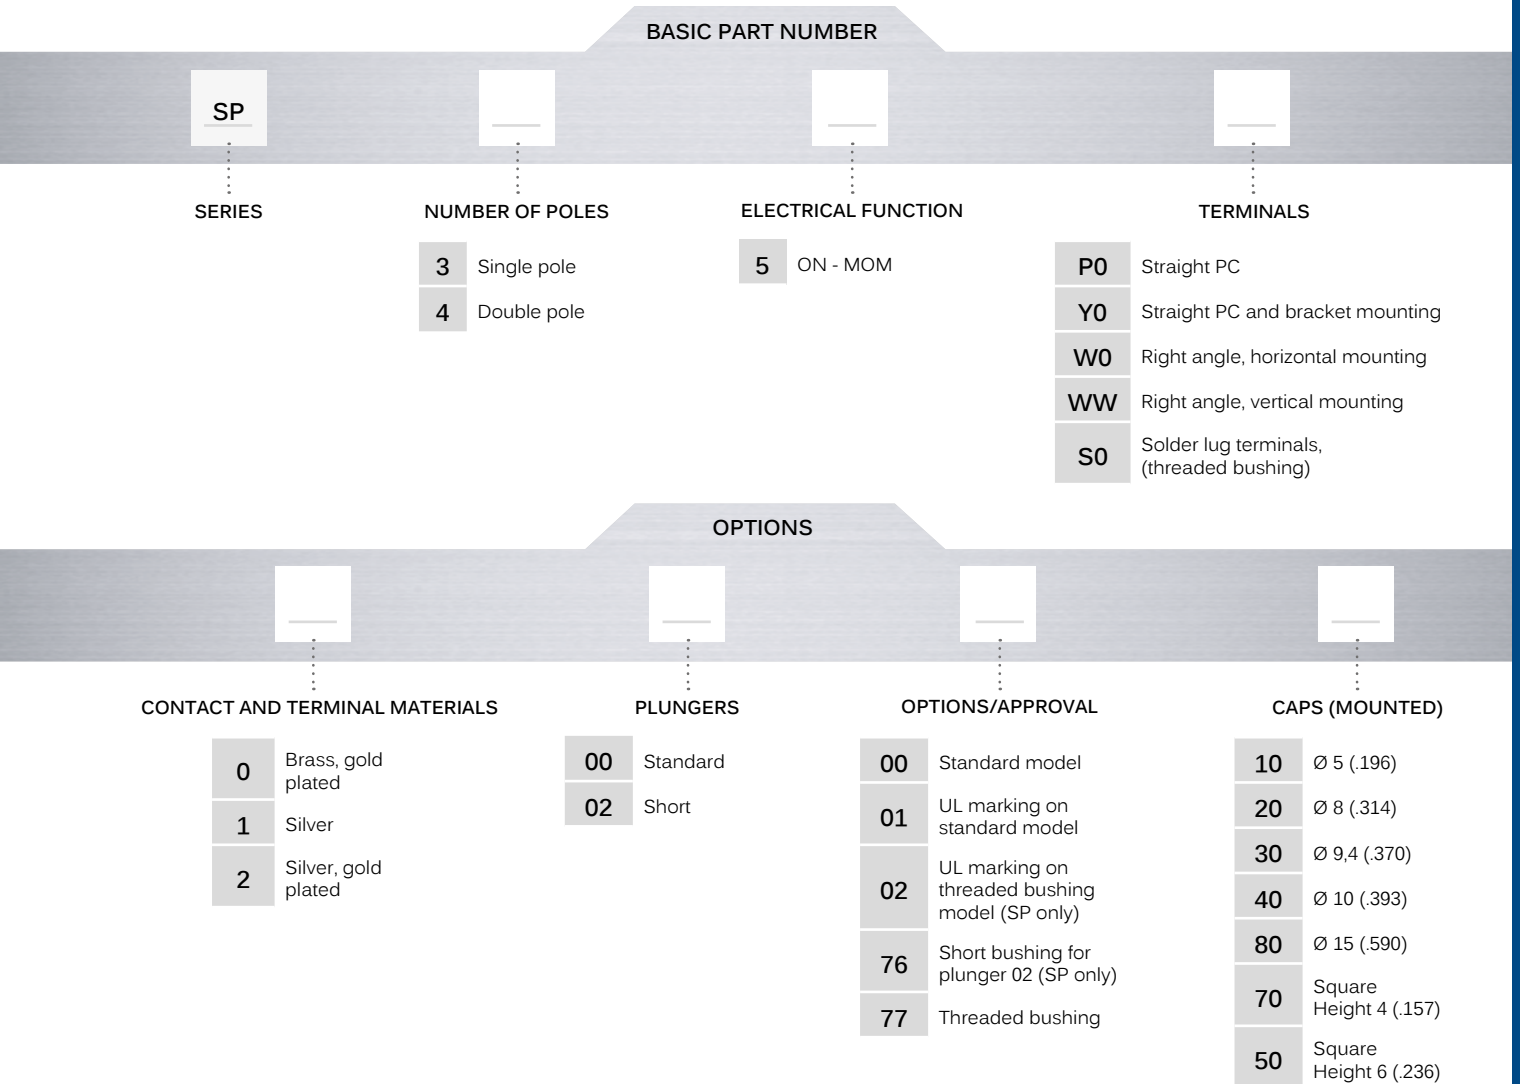 BASIC PART NUMBER
SP
SERIES
NUMBER OF POLES
3 Single pole
4 Double pole
ELECTRICAL FUNCTION
5 ON - MOM
TERMINALS
P0 Straight PC
Y0 Straight PC and bracket mounting
W0 Right angle, horizontal mounting
WW Right angle, vertical mounting
S0 Solder lug terminals,
(threaded bushing)
OPTIONS
CONTACT AND TERMINAL MATERIALS
0 Brass, gold
plated
1 Silver
2 Silver, gold
plated
PLUNGERS
00 Standard
02 Short
OPTIONS/APPROVAL
00 Standard model
01 UL marking on
standard model
02 UL marking on
threaded bushing
model (SP only)
76 Short bushing for
plunger 02 (SP only)
77 Threaded bushing
CAPS (MOUNTED)
10 Ø 5 (.196)
20 Ø 8 (.314)
30 Ø 9,4 (.370)
40 Ø 10 (.393)
80 Ø 15 (.590)
70 Square
Height 4 (.157)
50 Square
Height 6 (.236)